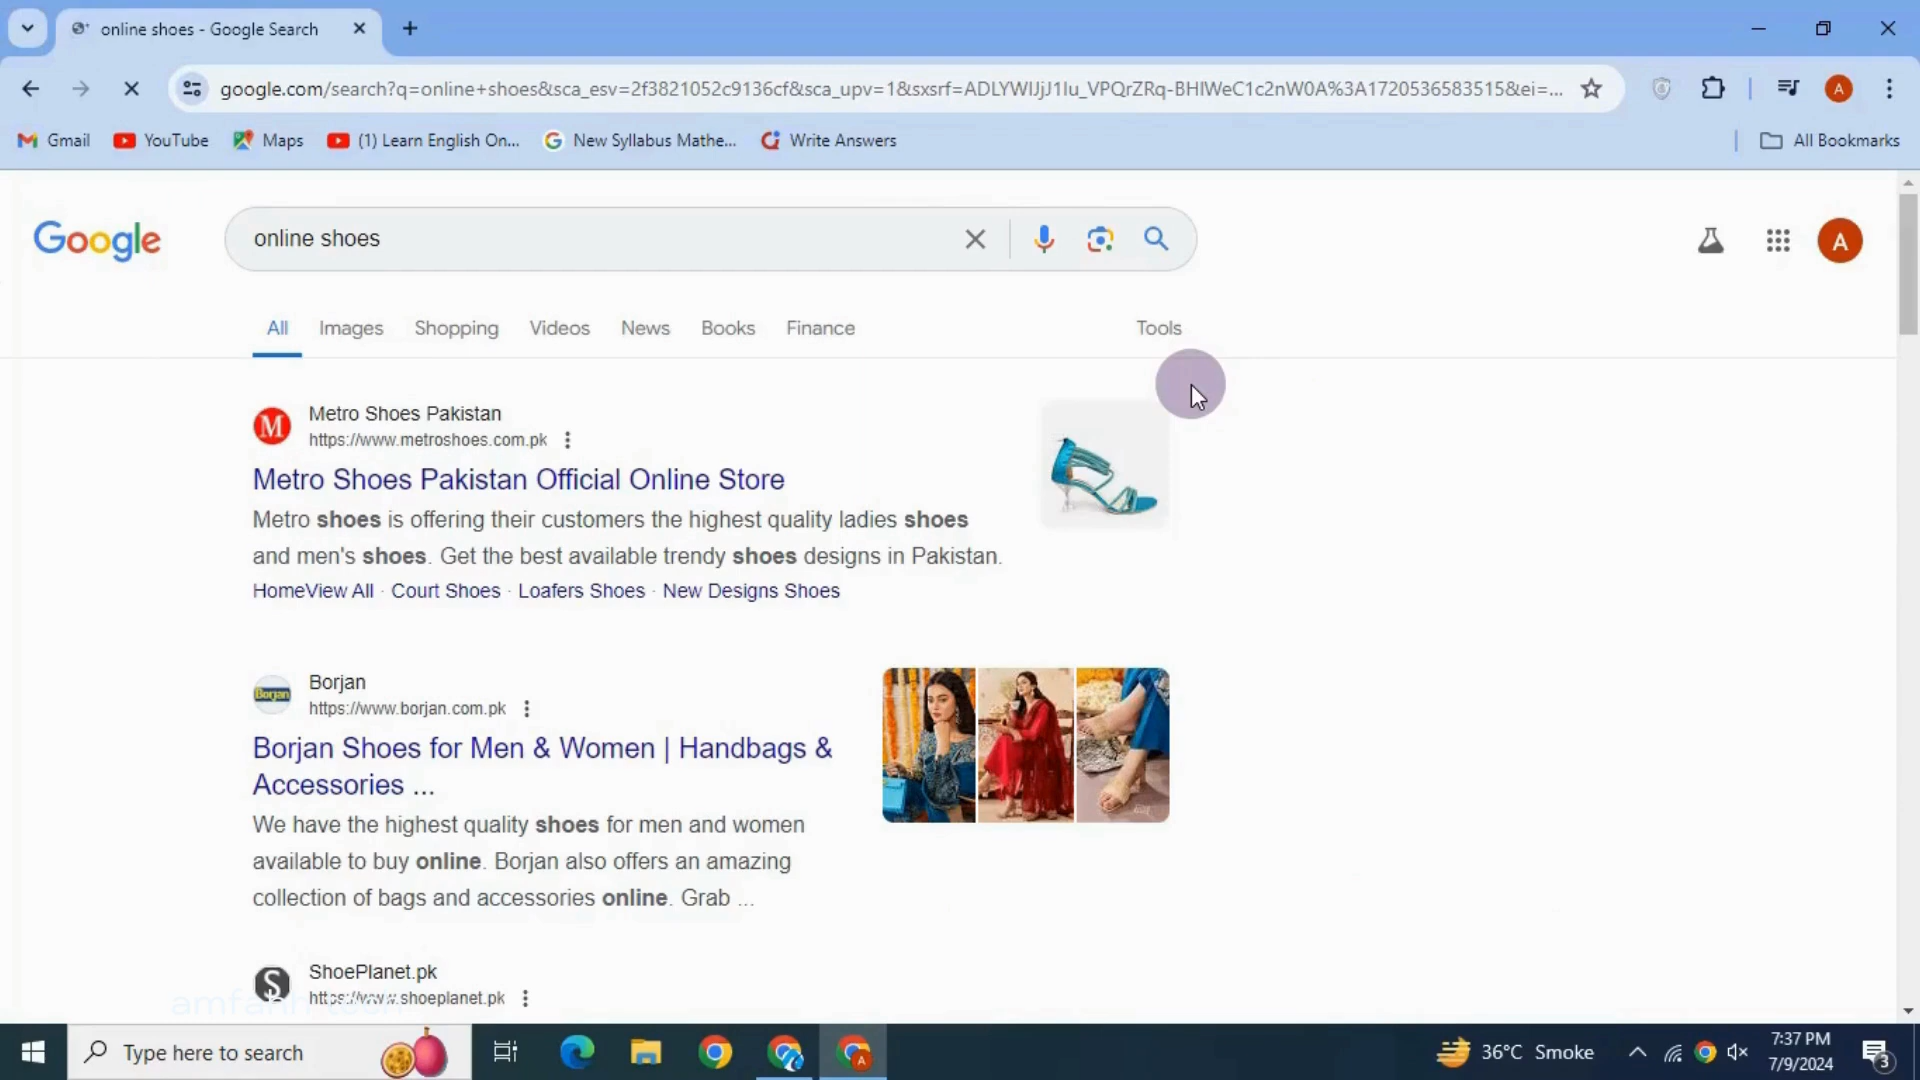 online shoes - Google Search
google.com/search?q=online+shoes&sca_esv=2f3821052c9136cf&sca_upv=1&sxsrf=ADLYWIJjJ1Iu_VPQrZRq-BHlWeC1c2nW0A%3A1720536583515&ei=...
Gmail YouTube Maps (1) Learn English On... New Syllabus Mathe... Write Answers All Bookmarks
Google online shoes A
All Images Shopping Videos News Books Finance Tools
Metro Shoes Pakistan
https://www.metroshoes.com.pk
Metro Shoes Pakistan Official Online Store
Metro shoes is offering their customers the highest quality ladies shoes
and men's shoes. Get the best available trendy shoes designs in Pakistan.
HomeView All · Court Shoes · Loafers Shoes · New Designs Shoes
Borjan
https://www.borjan.com.pk
Borjan Shoes for Men & Women | Handbags &
Accessories ...
We have the highest quality shoes for men and women
available to buy online. Borjan also offers an amazing
collection of bags and accessories online. Grab ...
ShoePlanet.pk
https://www.shoeplanet.pk
Type here to search
36°C Smoke
7:37 PM
7/9/2024
3